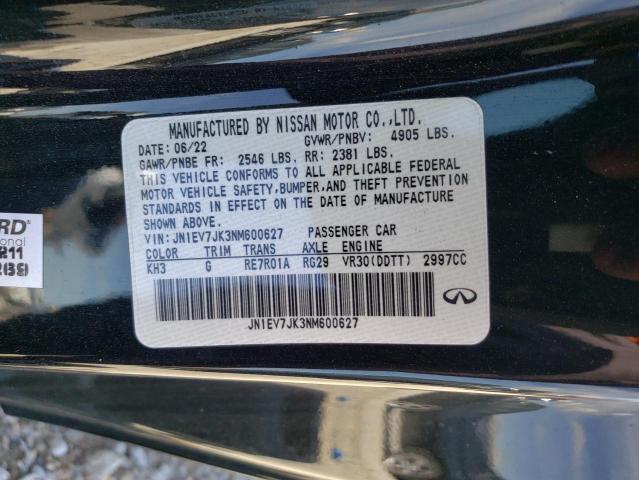 MANUFACTURED BY NISSAN MOTOR CO.,LTD.
DATE: 06/22 GVWR/PNBV: 4905 LBS.
GAWR/PNBE FR: 2546 LBS. RR: 2381 LBS.
THIS VEHICLE CONFORMS TO ALL APPLICABLE FEDERAL
MOTOR VEHICLE SAFETY,BUMPER,AND THEFT PREVENTION
STANDARDS IN EFFECT ON THE DATE OF MANUFACTURE
SHOWN ABOVE.
VIN: JN1EV7JK3NM600627 PASSENGER CAR
COLOR TRIM TRANS AXLE ENGINE
KH3 G RE7R01A RG29 VR30(DDTT) 2997CC
JN1EV7JK3NM600627
RD
ional
211